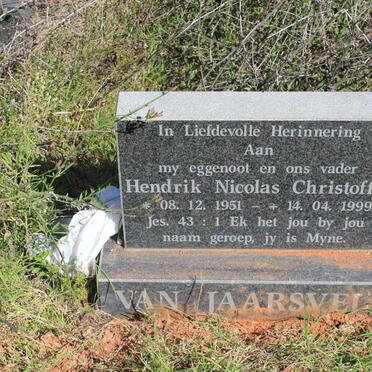 In Liefdevolle Herinnering
Aan
my eggenoot en ons vader
Hendrik Nicolas Christoff
08. 12. 1951 - + 14. 04. 1999
Jes. 43 : 1 Ek het jou by jou
naam geroep, jy is Myne.
VAN JAARSVEL